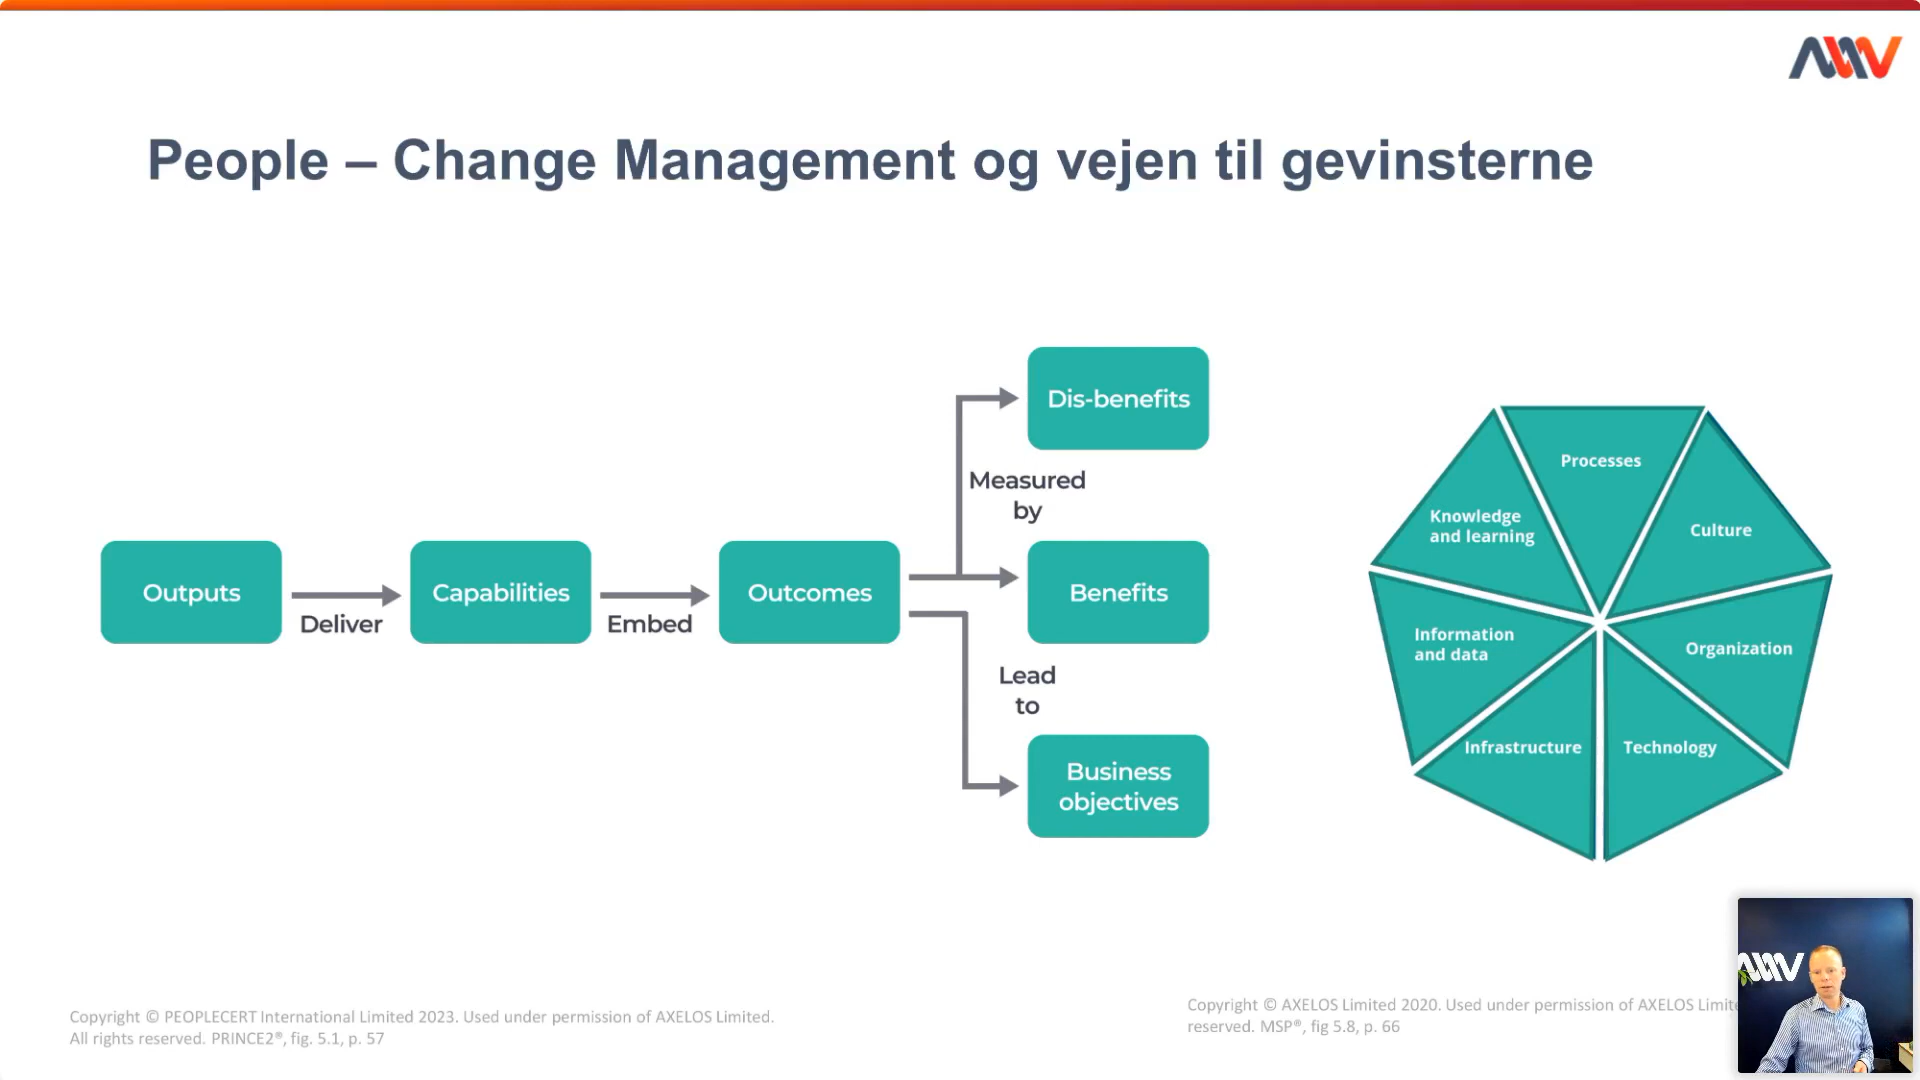 People – Change Management og vejen til gevinsterne
Dis-benefits
Measured
by
Outputs
Deliver
Capabilities
Embed
Outcomes
Benefits
Lead
to
Business
objectives
Processes
Knowledge
and learning
Culture
Information
and data
Organization
Infrastructure
Technology
Copyright © PEOPLECERT International Limited 2023. Used under permission of AXELOS Limited.
All rights reserved. PRINCE2®, fig. 5.1, p. 57
Copyright © AXELOS Limited 2020. Used under permission of AXELOS
reserved. MSP®, fig 5.8, p. 66